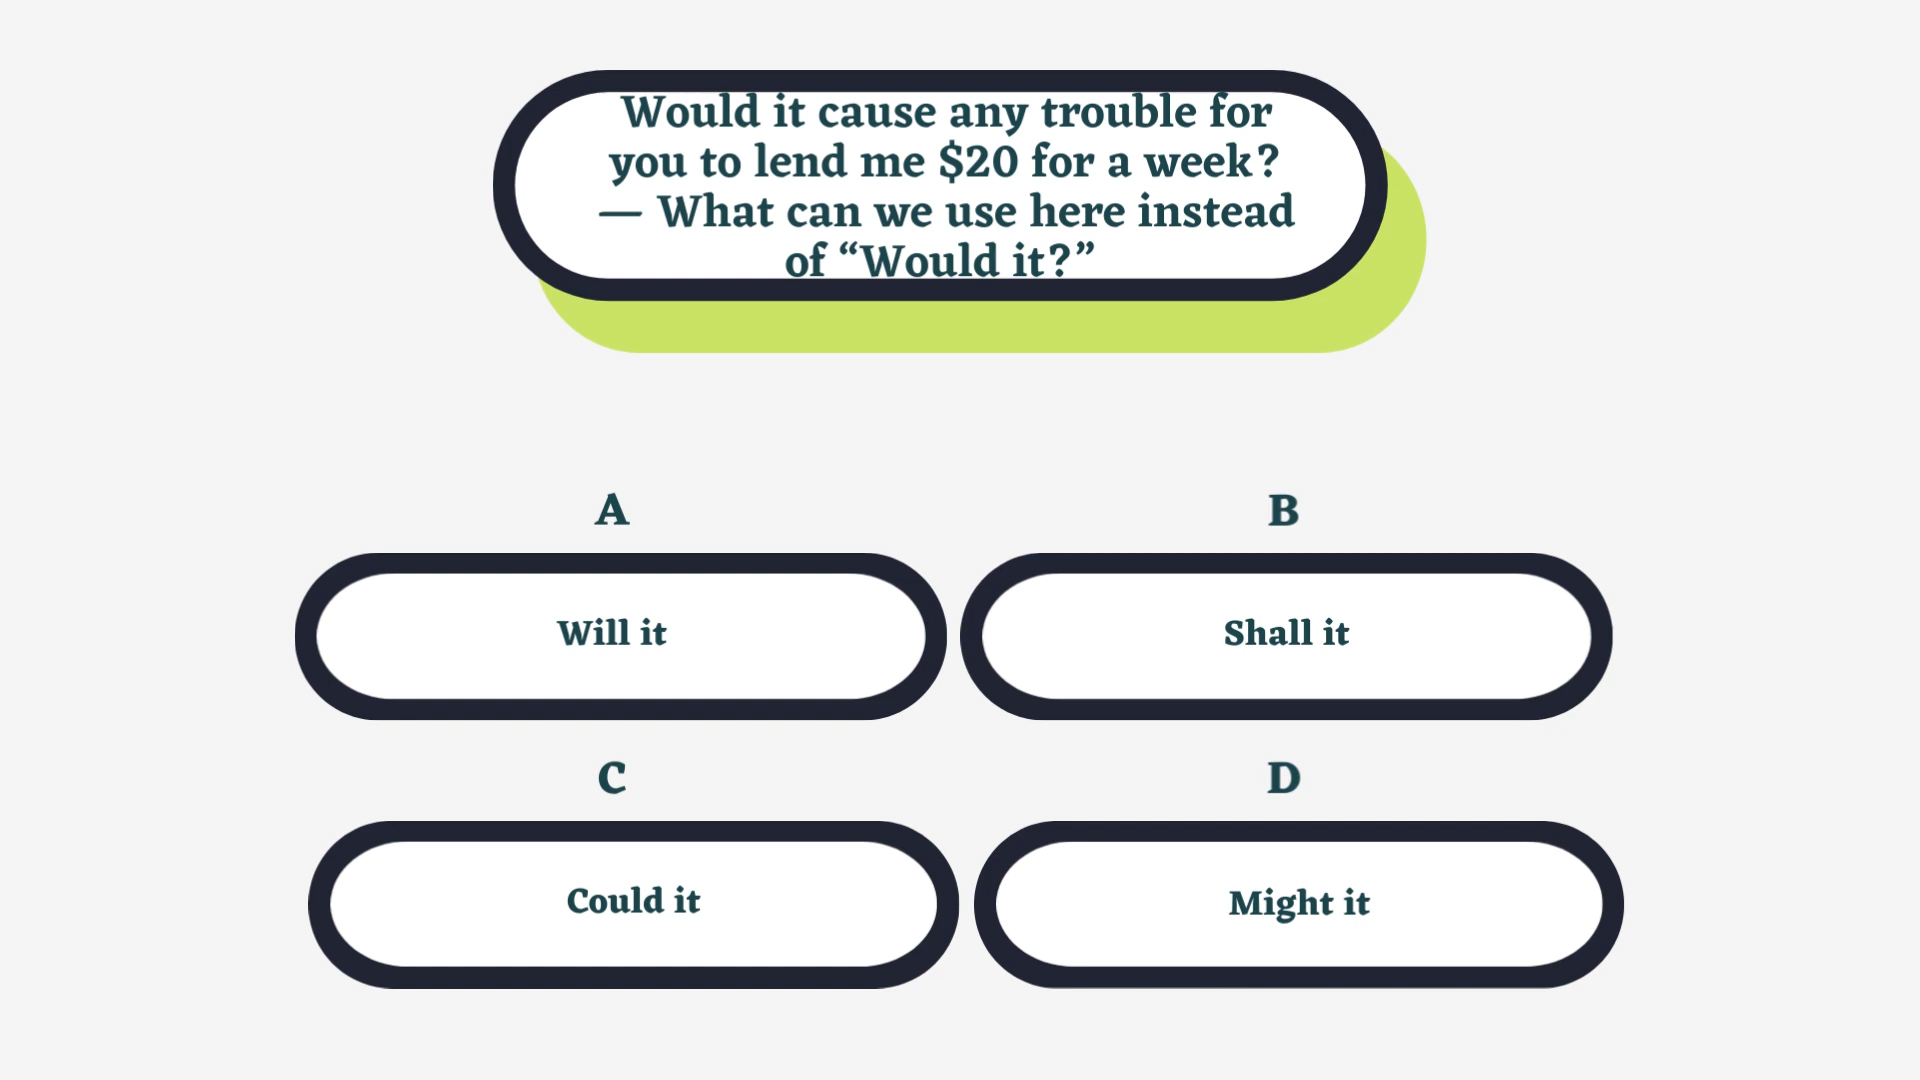 Would it cause any trouble for
you to lend me $20 for a week?
— What can we use here instead
of “Would it?”
A
B
Will it
Shall it
C
D
Could it
Might it